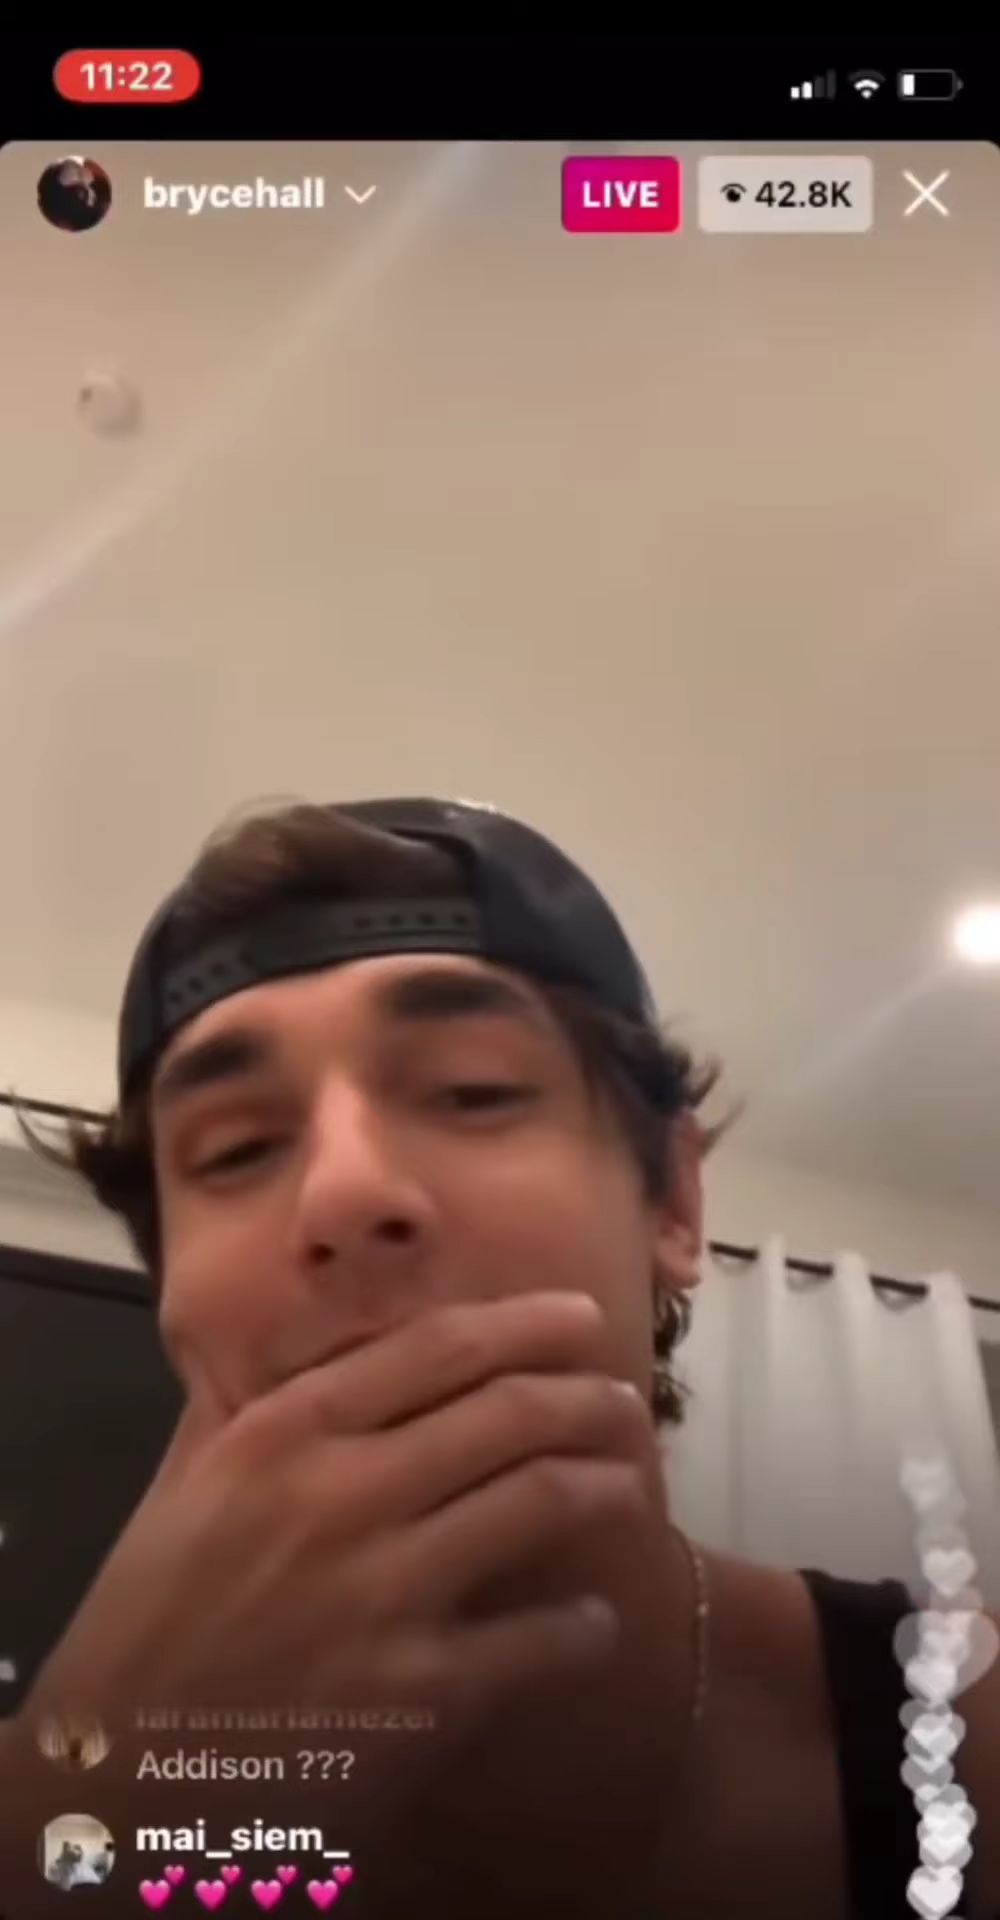 11:22
brycehall
LIVE
42.8K
Addison ???
mai_siem_
💕💕💕💕